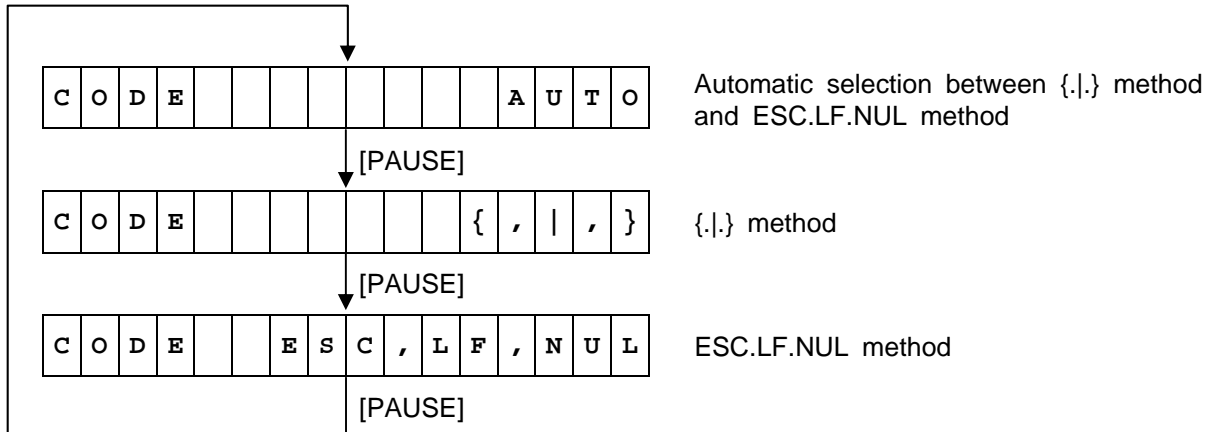 CODE AUTO
Automatic selection between {.|.} method
and ESC.LF.NUL method
[PAUSE]
CODE {,|,}
{.|.} method
[PAUSE]
CODE ESC,LF,NUL
ESC.LF.NUL method
[PAUSE]